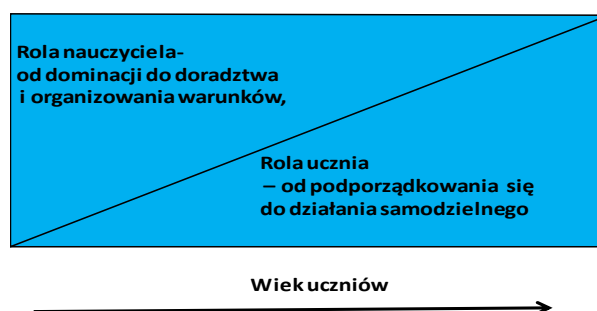 Rola nauczyciela-
od dominacji do doradztwa
i organizowania warunków,
Rola ucznia
– od podporządkowania się
do działania samodzielnego
Wiek uczniów